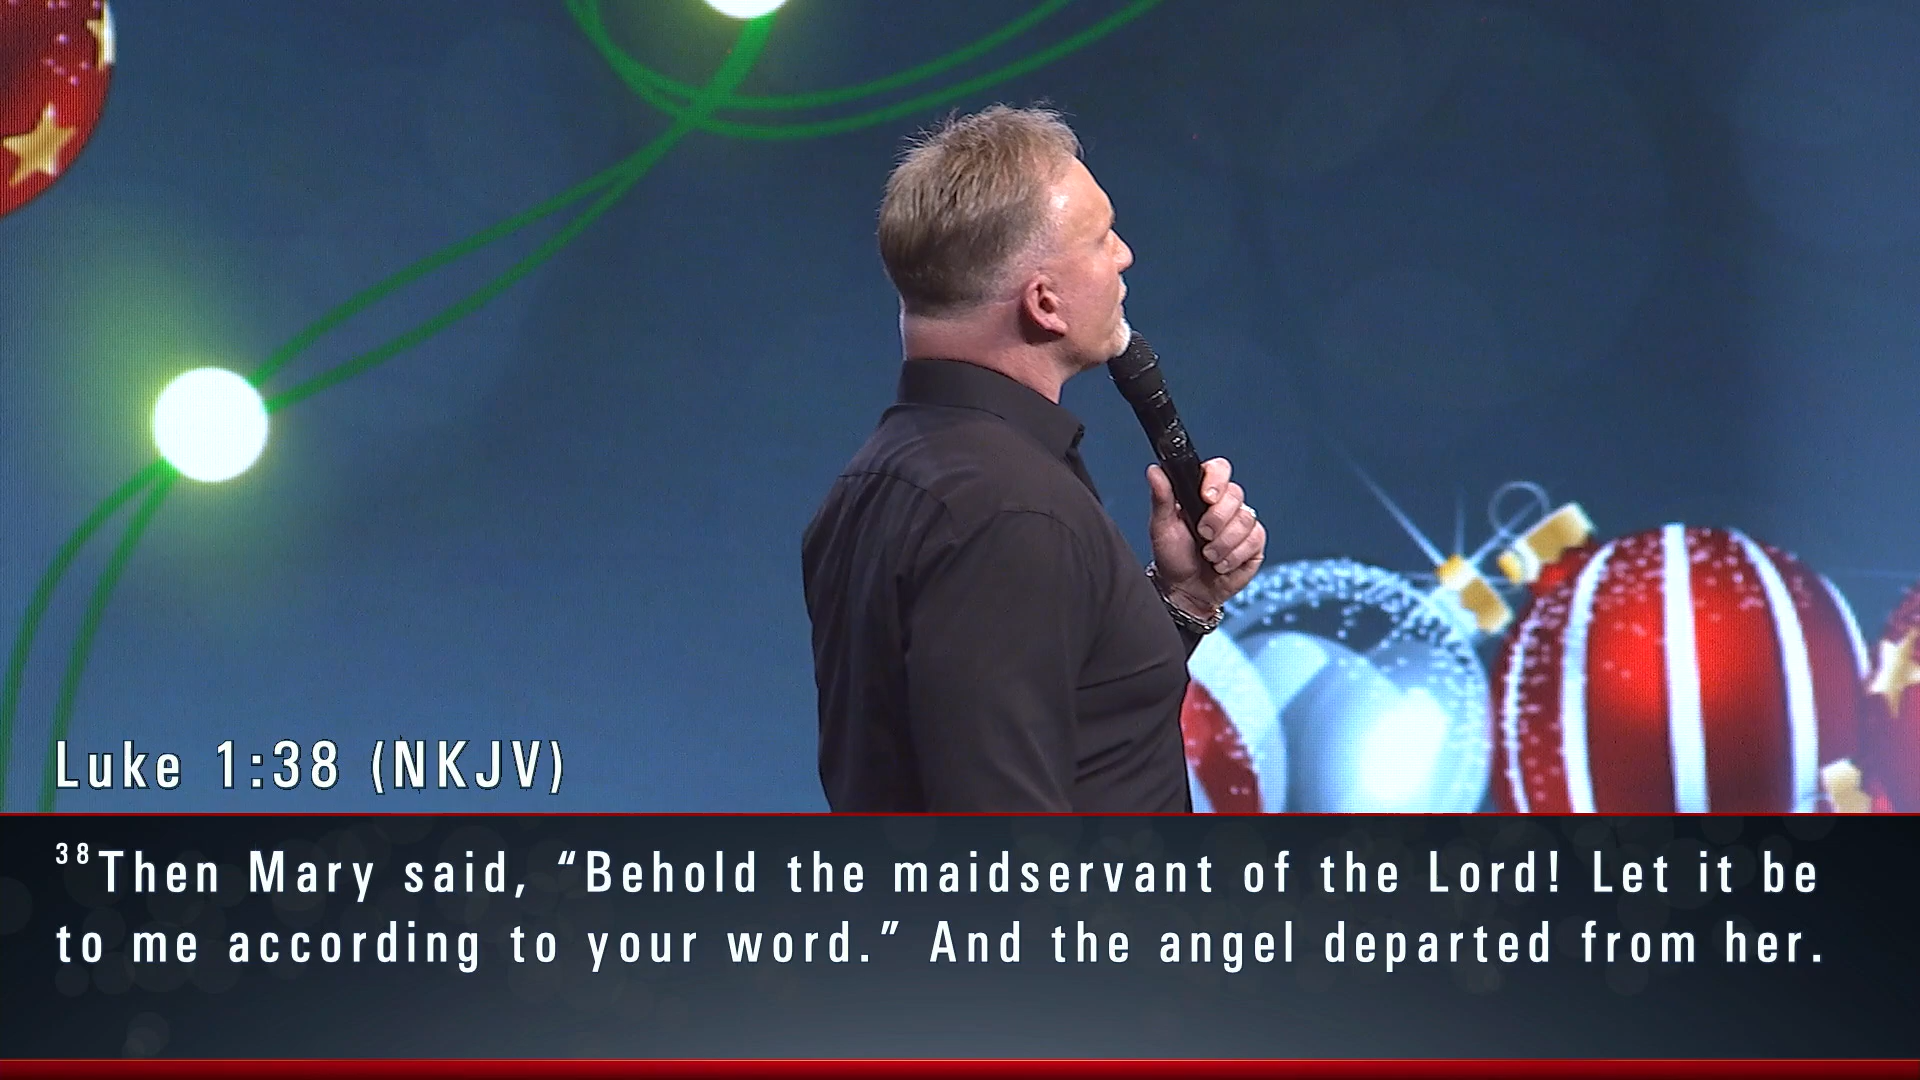 Luke 1:38 (NKJV)
³⁸Then Mary said, “Behold the maidservant of the Lord! Let it be
to me according to your word.” And the angel departed from her.